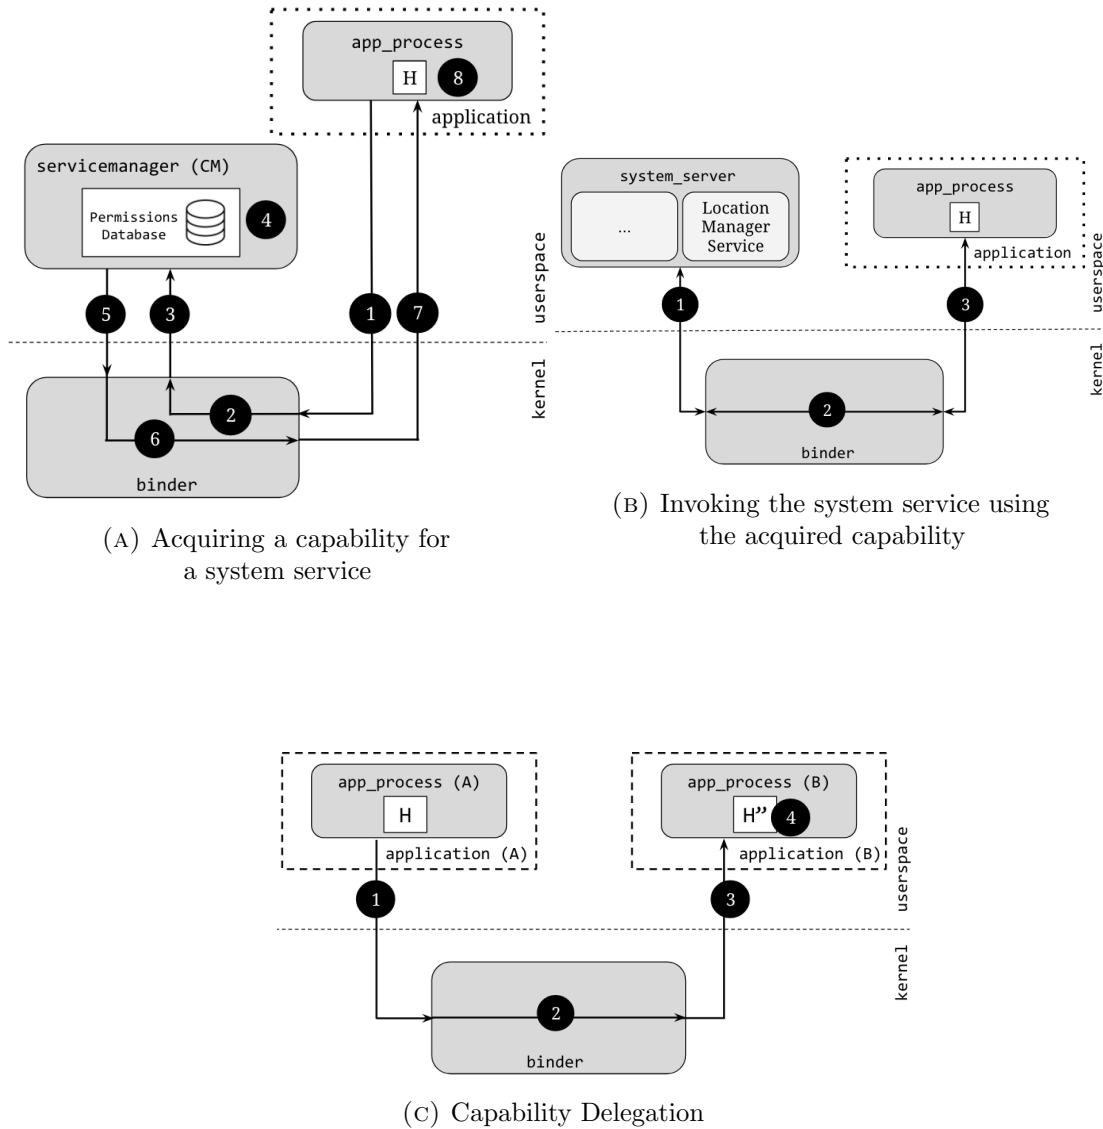 app_process
H
8
application
servicemanager (CM)
Permissions
Database
4
5
3
1
7
userspace
kernel
2
6
binder
(A) Acquiring a capability for
a system service
system_server
...
Location
Manager
Service
app_process
H
application
1
3
userspace
kernel
2
binder
(B) Invoking the system service using
the acquired capability
app_process (A)
H
application (A)
app_process (B)
H”
4
application (B)
1
3
userspace
kernel
2
binder
(C) Capability Delegation